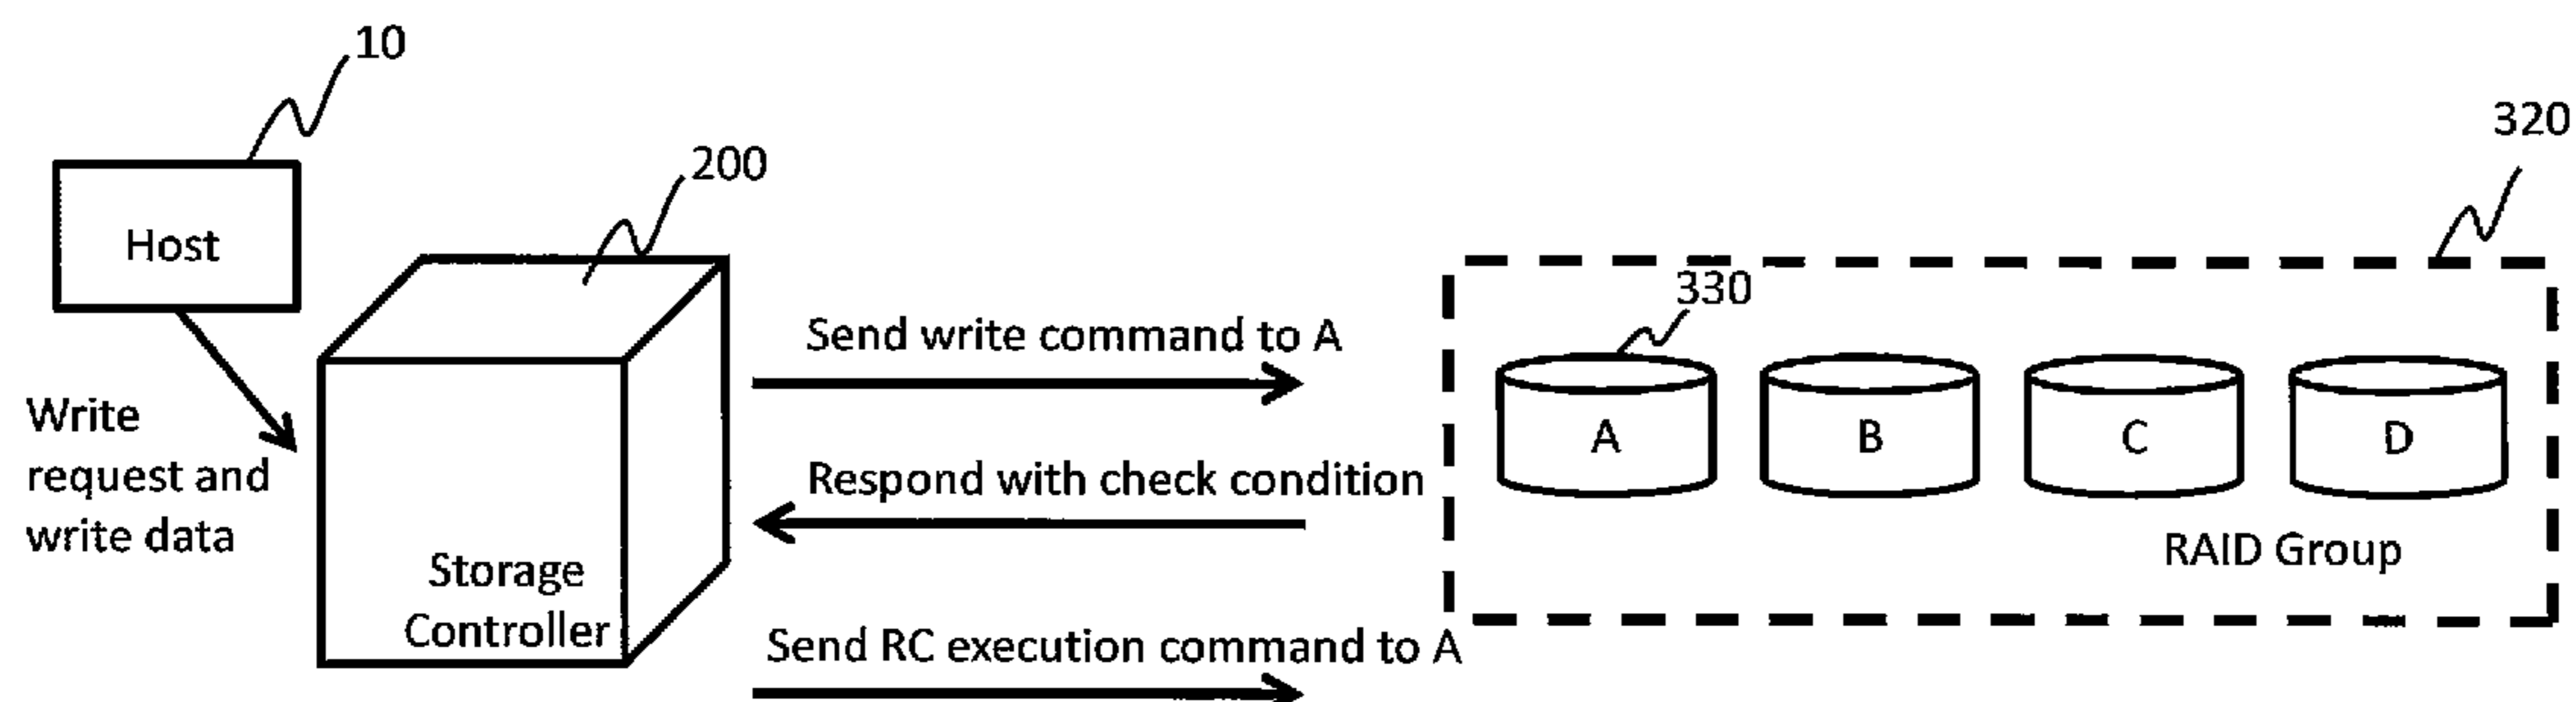 10
200
320
Host
330
Send write command to A
Write
request and
write data
Respond with check condition
A
B
C
D
RAID Group
Storage
Controller
Send RC execution command to A